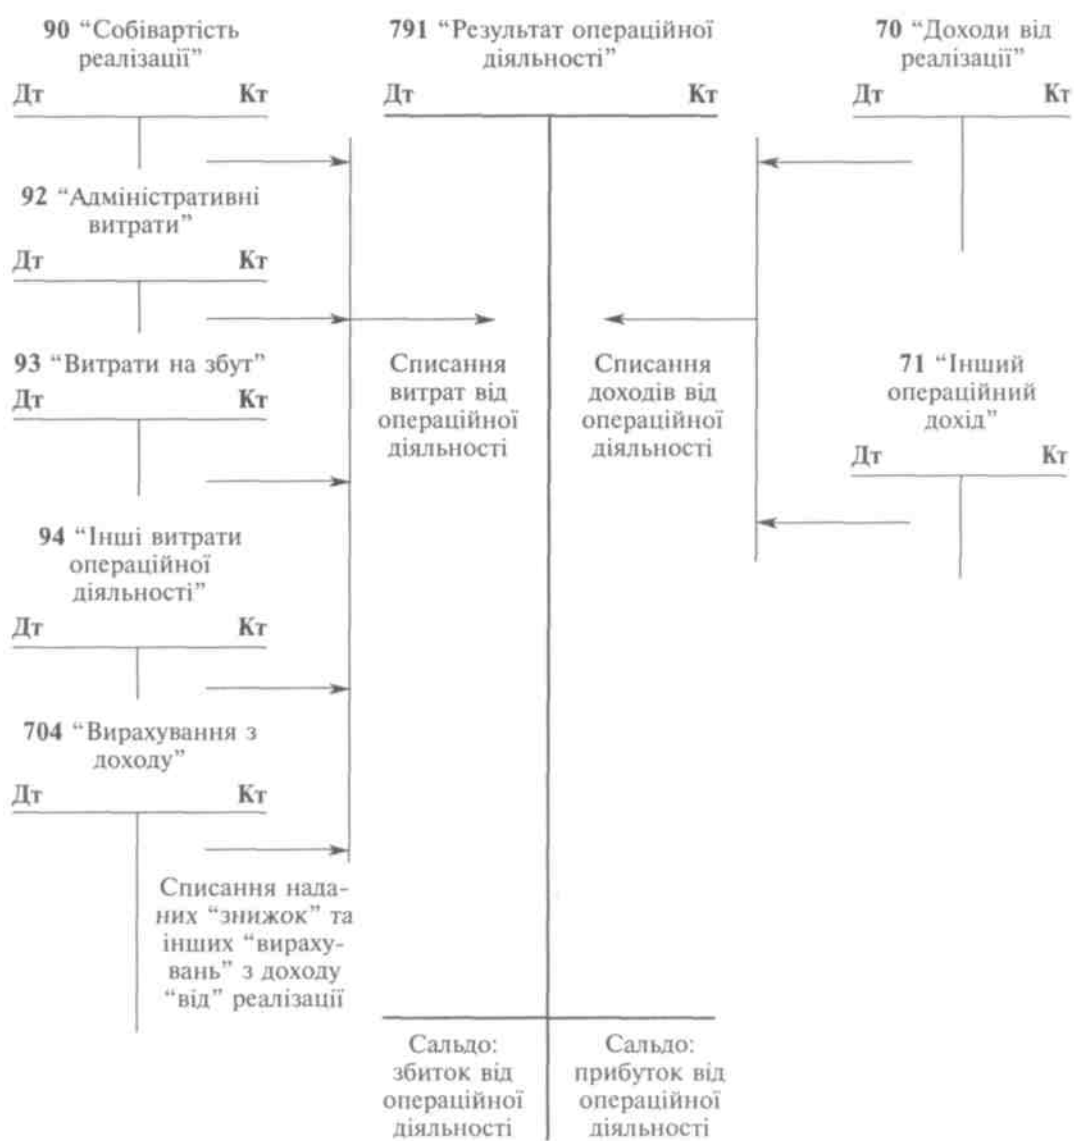 90 “Собівартість
реалізації”
Дт Кт
92 “Адміністративні
витрати”
Дт Кт
93 “Витрати на збут”
Дт Кт
94 “Інші витрати
операційної
діяльності”
Дт Кт
704 “Вирахування з
доходу”
Дт Кт
Списання нада-
них “знижок” та
інших “вираху-
вань” з доходу
“від” реалізації
791 “Результат операційної
діяльності”
Дт Кт
Списання
витрат від
операційної
діяльності
Списання
доходів від
операційної
діяльності
Сальдо:
збиток від
операційної
діяльності
Сальдо:
прибуток від
операційної
діяльності
70 “Доходи від
реалізації”
Дт Кт
71 “Інший
операційний
дохід”
Дт Кт